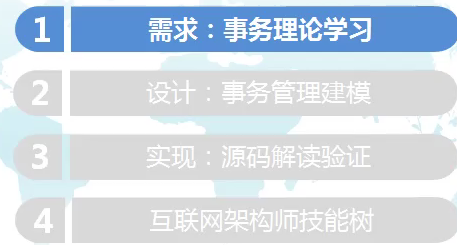 1 需求：事务理论学习
2 设计：事务管理建模
3 实现：源码解读验证
4 互联网架构师技能树